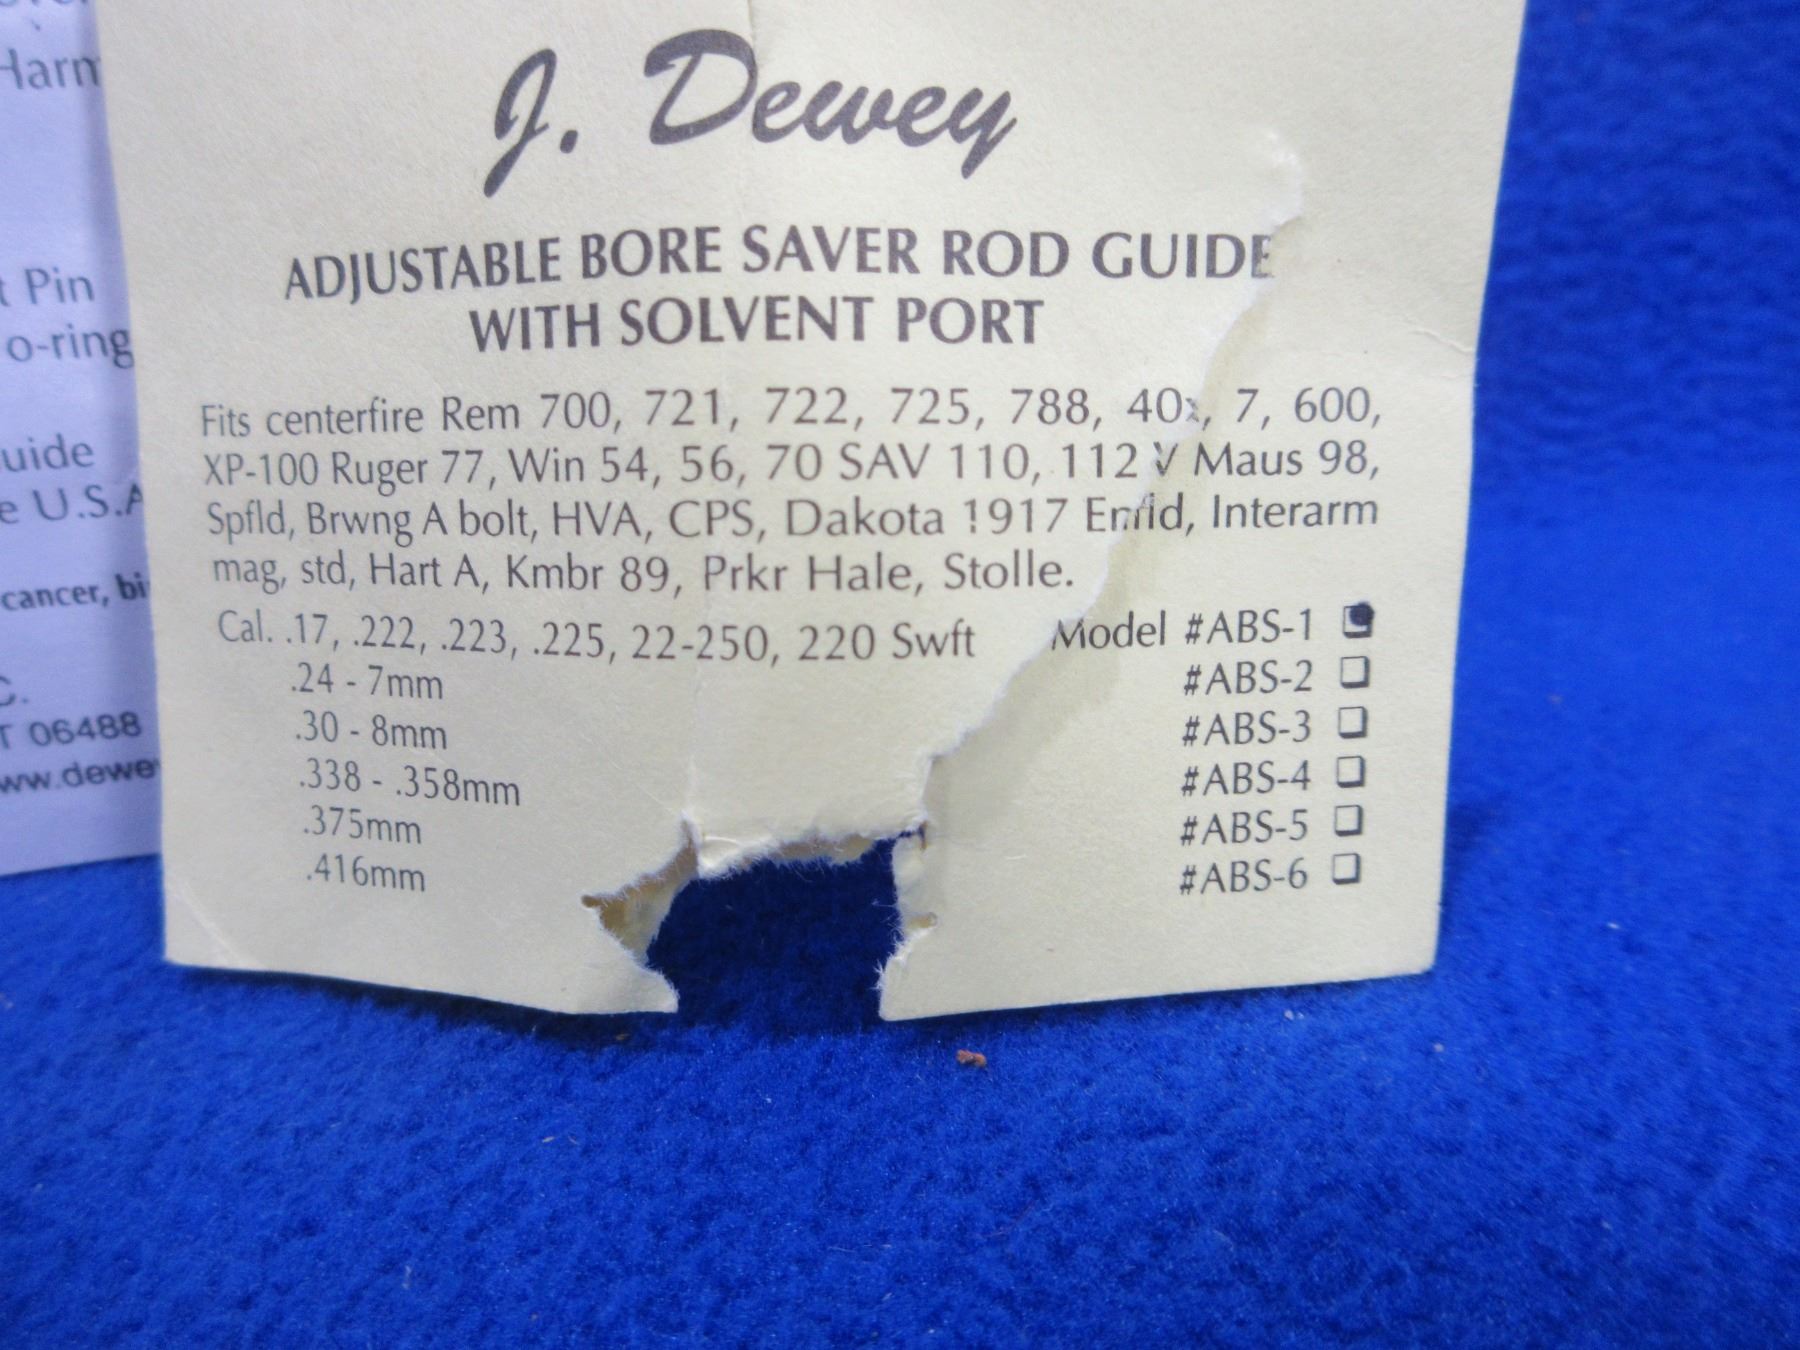 Harm
t Pin
o-ring
uide
e U.S.A
cancer, bi
C.
T 06488
ww.dewe
J. Dewey
ADJUSTABLE BORE SAVER ROD GUIDE
WITH SOLVENT PORT
Fits centerfire Rem 700, 721, 722, 725, 788, 40x, 7, 600,
XP-100 Ruger 77, Win 54, 56, 70 SAV 110, 112 V Maus 98,
Spfld, Brwng A bolt, HVA, CPS, Dakota 1917 Enfld, Interarm
mag, std, Hart A, Kmbr 89, Prkr Hale, Stolle.
Cal. .17, .222, .223, .225, 22-250, 220 Swft Model #ABS-1
.24 - 7mm #ABS-2
.30 - 8mm #ABS-3
.338 - .358mm #ABS-4
.375mm #ABS-5
.416mm #ABS-6